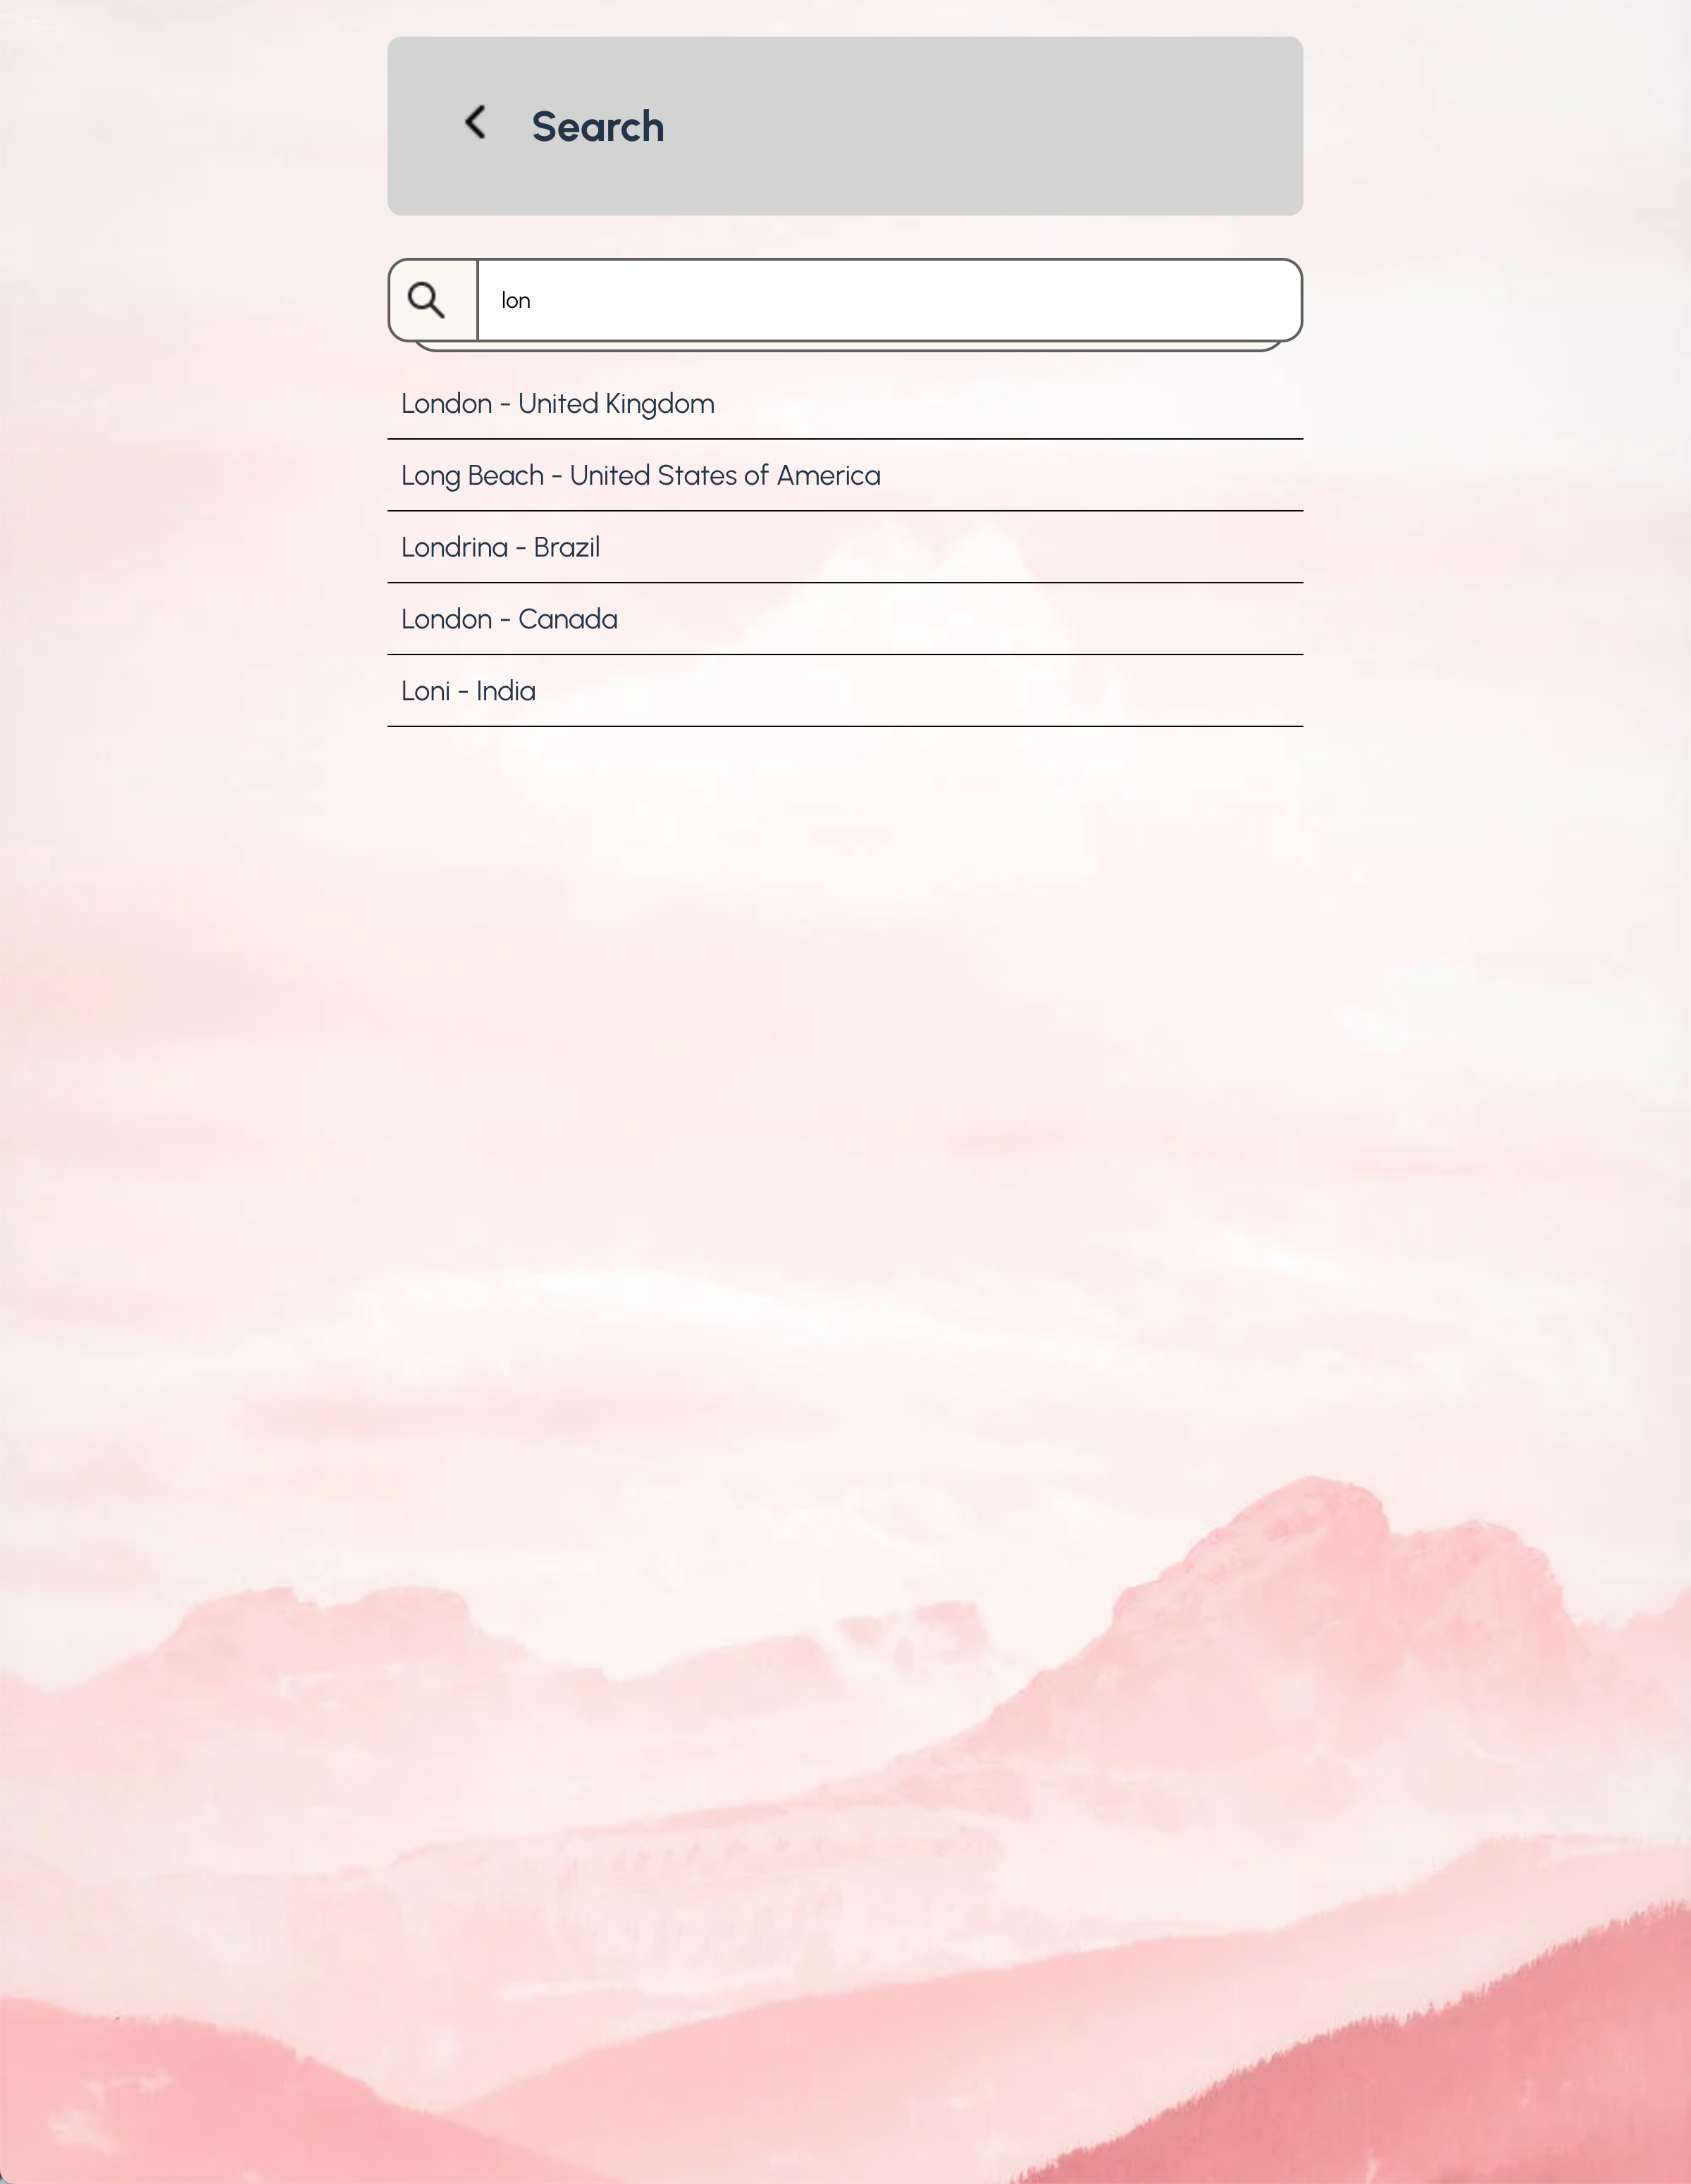 Search
lon
London - United Kingdom
Long Beach - United States of America
Londrina - Brazil
London - Canada
Loni - India